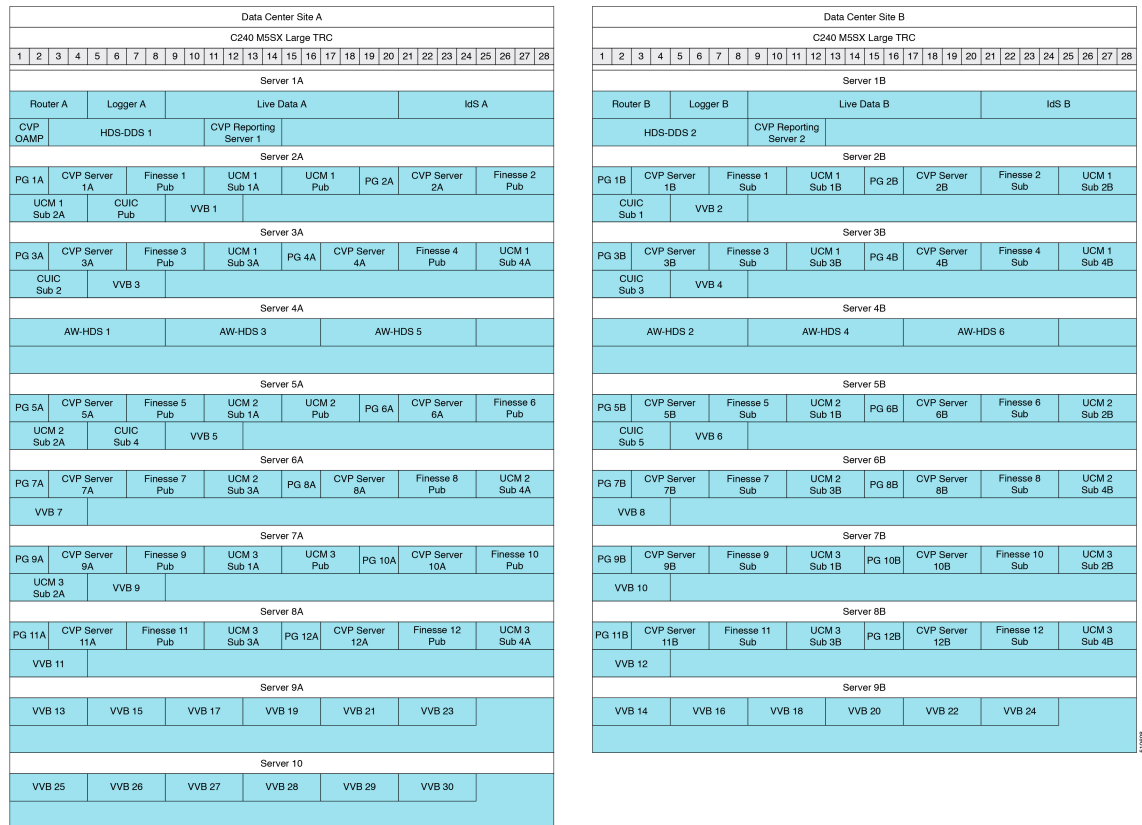 Data Center Site A
C240 M5SX Large TRC
1 2 3 4 5 6 7 8 9 10 11 12 13 14 15 16 17 18 19 20 21 22 23 24 25 26 27 28
Server 1A
Router A Logger A Live Data A IdS A
CVP OAMP HDS-DDS 1 CVP Reporting Server 1
Server 2A
PG 1A CVP Server 1A Finesse 1 Pub UCM 1 Sub 1A UCM 1 Pub PG 2A CVP Server 2A Finesse 2 Pub
UCM 1 Sub 2A CUIC Pub VVB 1
Server 3A
PG 3A CVP Server 3A Finesse 3 Pub UCM 1 Sub 3A PG 4A CVP Server 4A Finesse 4 Pub UCM 1 Sub 4A
CUIC Sub 2 VVB 3
Server 4A
AW-HDS 1 AW-HDS 3 AW-HDS 5
Server 5A
PG 5A CVP Server 5A Finesse 5 Pub UCM 2 Sub 1A UCM 2 Pub PG 6A CVP Server 6A Finesse 6 Pub
UCM 2 Sub 2A CUIC Sub 4 VVB 5
Server 6A
PG 7A CVP Server 7A Finesse 7 Pub UCM 2 Sub 3A PG 8A CVP Server 8A Finesse 8 Pub UCM 2 Sub 4A
VVB 7
Server 7A
PG 9A CVP Server 9A Finesse 9 Pub UCM 3 Sub 1A UCM 3 Pub PG 10A CVP Server 10A Finesse 10 Pub
UCM 3 Sub 2A VVB 9
Server 8A
PG 11A CVP Server 11A Finesse 11 Pub UCM 3 Sub 3A PG 12A CVP Server 12A Finesse 12 Pub UCM 3 Sub 4A
VVB 11
Server 9A
VVB 13 VVB 15 VVB 17 VVB 19 VVB 21 VVB 23
Server 10
VVB 25 VVB 26 VVB 27 VVB 28 VVB 29 VVB 30
Data Center Site B
C240 M5SX Large TRC
1 2 3 4 5 6 7 8 9 10 11 12 13 14 15 16 17 18 19 20 21 22 23 24 25 26 27 28
Server 1B
Router B Logger B Live Data B IdS B
HDS-DDS 2 CVP Reporting Server 2
Server 2B
PG 1B CVP Server 1B Finesse 1 Sub UCM 1 Sub 1B PG 2B CVP Server 2B Finesse 2 Sub UCM 1 Sub 2B
CUIC Sub 1 VVB 2
Server 3B
PG 3B CVP Server 3B Finesse 3 Sub UCM 1 Sub 3B PG 4B CVP Server 4B Finesse 4 Sub UCM 1 Sub 4B
CUIC Sub 3 VVB 4
Server 4B
AW-HDS 2 AW-HDS 4 AW-HDS 6
Server 5B
PG 5B CVP Server 5B Finesse 5 Sub UCM 2 Sub 1B PG 6B CVP Server 6B Finesse 6 Sub UCM 2 Sub 2B
CUIC Sub 5 VVB 6
Server 6B
PG 7B CVP Server 7B Finesse 7 Sub UCM 2 Sub 3B PG 8B CVP Server 8B Finesse 8 Sub UCM 2 Sub 4B
VVB 8
Server 7B
PG 9B CVP Server 9B Finesse 9 Sub UCM 3 Sub 1B PG 10B CVP Server 10B Finesse 10 Sub UCM 3 Sub 2B
VVB 10
Server 8B
PG 11B CVP Server 11B Finesse 11 Sub UCM 3 Sub 3B PG 12B CVP Server 12B Finesse 12 Sub UCM 3 Sub 4B
VVB 12
Server 9B
VVB 14 VVB 16 VVB 18 VVB 20 VVB 22 VVB 24